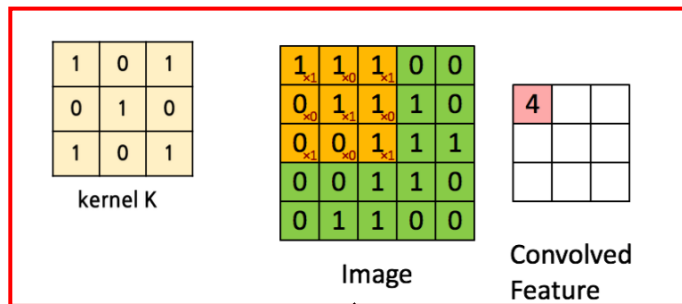 1 0 1
0 1 0
1 0 1
kernel K
1×1 1×0 1×1 0 0
0×0 1×1 1×0 1 0
0×1 0×0 1×1 1 1
0 0 1 1 0
0 1 1 0 0
Image
4
Convolved
Feature